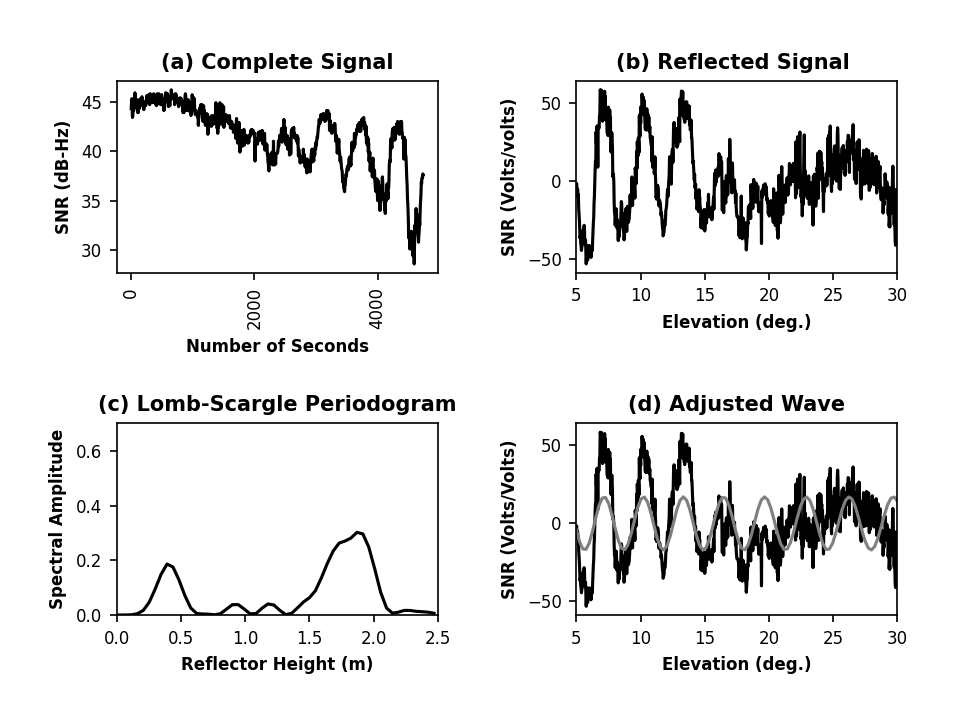 (a) Complete Signal
SNR (dB-Hz)
45
40
35
30
0
2000
4000
Number of Seconds
(b) Reflected Signal
SNR (Volts/volts)
50
0
−50
5
10
15
20
25
30
Elevation (deg.)
(c) Lomb-Scargle Periodogram
Spectral Amplitude
0.6
0.4
0.2
0.0
0.0
0.5
1.0
1.5
2.0
2.5
Reflector Height (m)
(d) Adjusted Wave
SNR (Volts/Volts)
50
0
−50
5
10
15
20
25
30
Elevation (deg.)